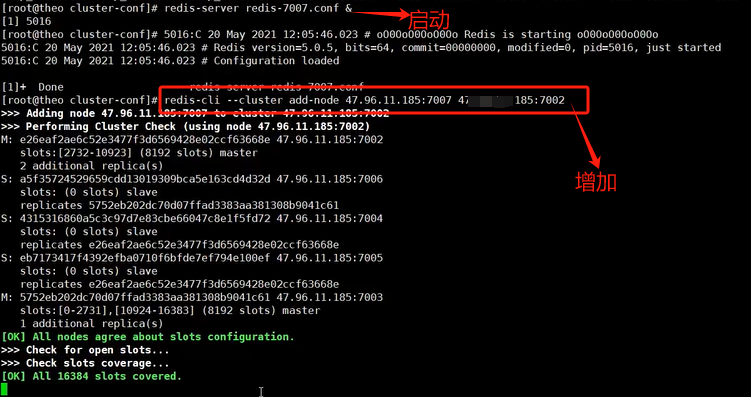 [root@theo cluster-conf]# redis-server redis-7007.conf &
启动
[1] 5016
[root@theo cluster-conf]# 5016:C 20 May 2021 12:05:46.023 # oO0OoO0OoO0Oo Redis is starting oO0OoO0OoO0Oo
5016:C 20 May 2021 12:05:46.023 # Redis version=5.0.5, bits=64, commit=00000000, modified=0, pid=5016, just started
5016:C 20 May 2021 12:05:46.023 # Configuration loaded
[1]+ Done redis-server redis-7007.conf
[root@theo cluster-conf]# redis-cli --cluster add-node 47.96.11.185:7007 47 185:7002
>>> Adding node 47.96.11.185:7007 to cluster 47.96.11.185:7002
>>> Performing Cluster Check (using node 47.96.11.185:7002)
M: e26eaf2ae6c52e3477f3d6569428e02ccf63668e 47.96.11.185:7002
slots:[2732-10923] (8192 slots) master
2 additional replica(s)
增加
S: a5f35724529659cdd13019309bca5e163cd4d32d 47.96.11.185:7006
slots: (0 slots) slave
replicates 5752eb202dc70d07ffad3383aa381308b9041c61
S: 4315316860a5c3c97d7e83cbe66047c8e1f5fd72 47.96.11.185:7004
slots: (0 slots) slave
replicates e26eaf2ae6c52e3477f3d6569428e02ccf63668e
S: eb7173417f4392efba0710f6bfde7ef794e100ef 47.96.11.185:7005
slots: (0 slots) slave
replicates e26eaf2ae6c52e3477f3d6569428e02ccf63668e
M: 5752eb202dc70d07ffad3383aa381308b9041c61 47.96.11.185:7003
slots:[0-2731],[10924-16383] (8192 slots) master
1 additional replica(s)
[OK] All nodes agree about slots configuration.
>>> Check for open slots...
>>> Check slots coverage...
[OK] All 16384 slots covered.